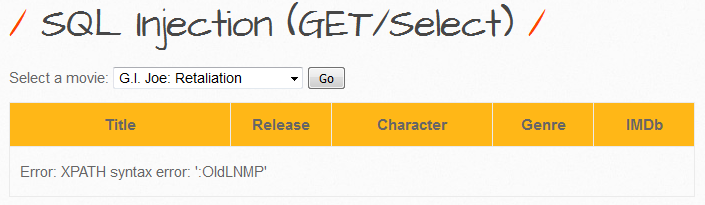 / SQL Injection (GET/Select) /
Select a movie: G.I. Joe: Retaliation Go
Title Release Character Genre IMDb
Error: XPATH syntax error: ':OldLNMP'